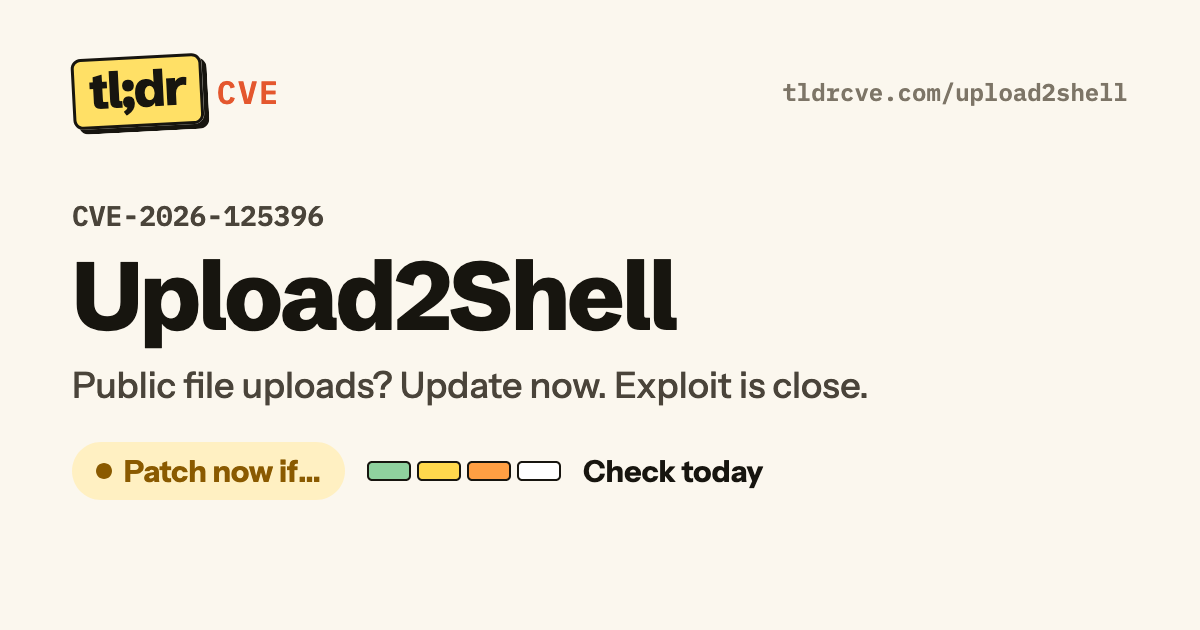 tl;dr CVE
tldrcve.com/upload2shell
CVE-2026-125396
Upload2Shell
Public file uploads? Update now. Exploit is close.
Patch now if...
Check today